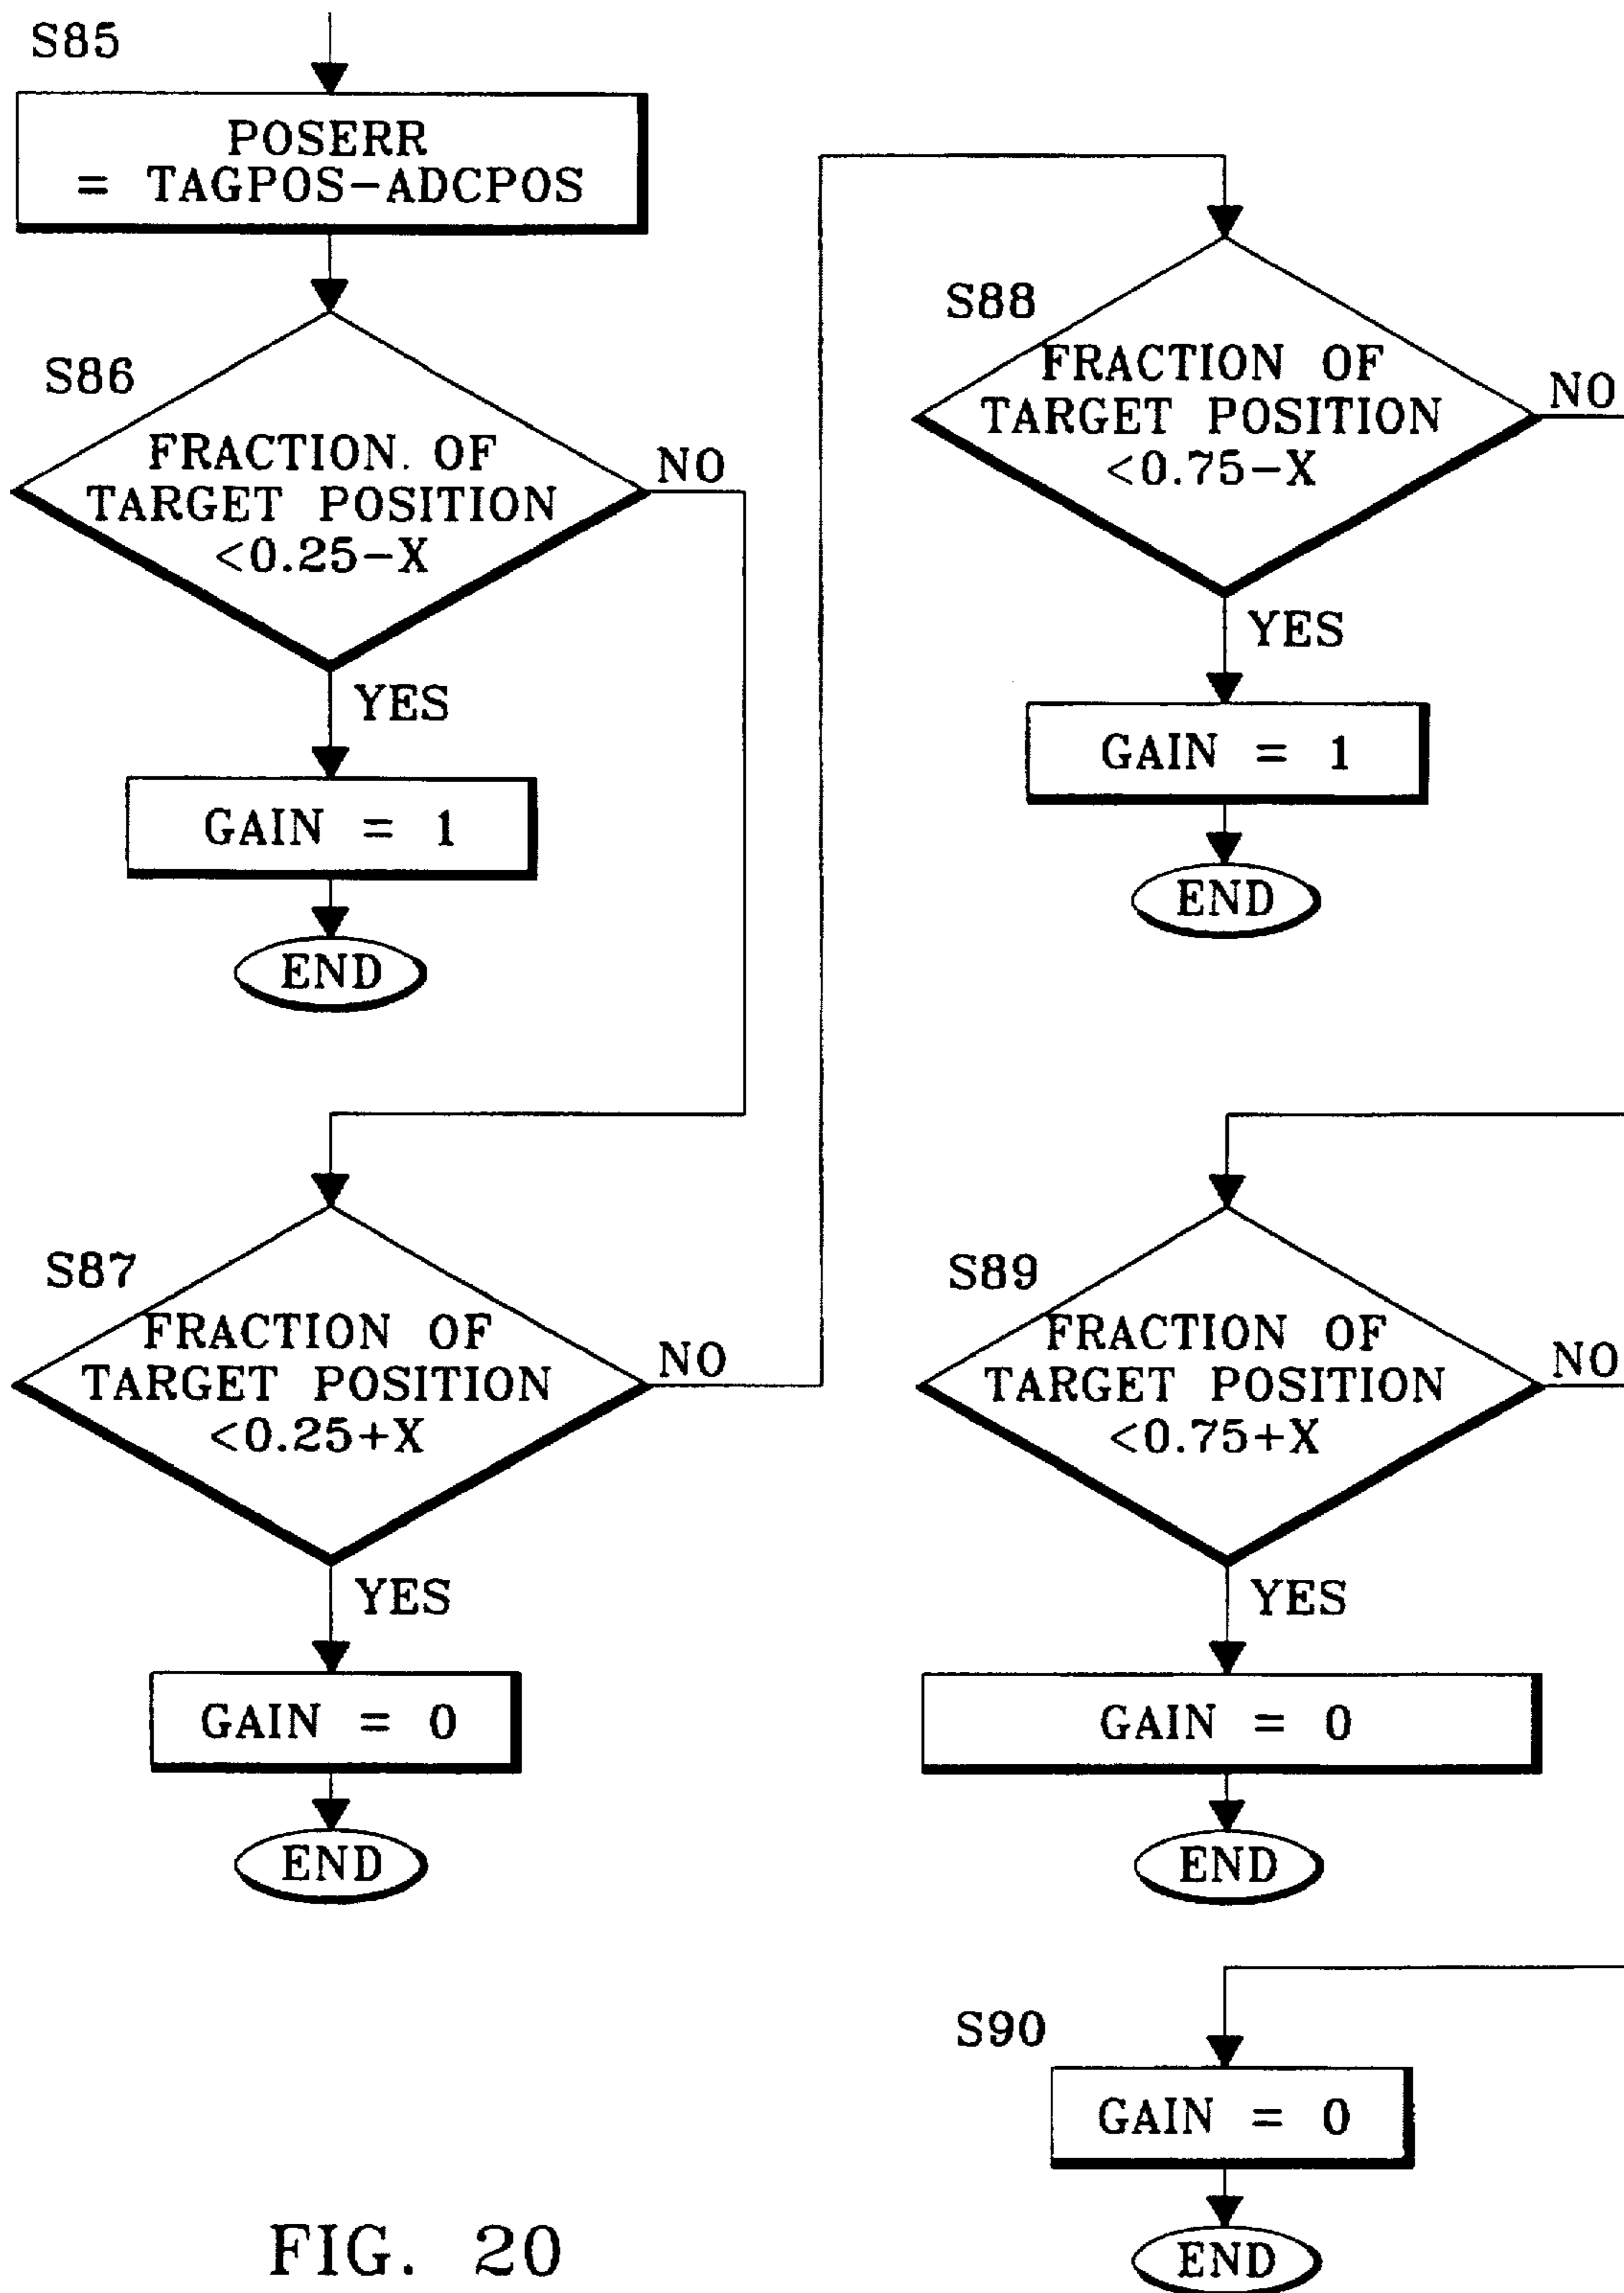 S85
POSERR
= TAGPOS-ADCPOS
S86
FRACTION. OF
TARGET POSITION
<0.25-X
NO
YES
GAIN = 1
END
S87
FRACTION OF
TARGET POSITION
<0.25+X
NO
YES
GAIN = 0
END
S88
FRACTION OF
TARGET POSITION
<0.75-X
NO
YES
GAIN = 1
END
S89
FRACTION OF
TARGET POSITION
<0.75+X
NO
YES
GAIN = 0
END
S90
GAIN = 0
END
FIG. 20